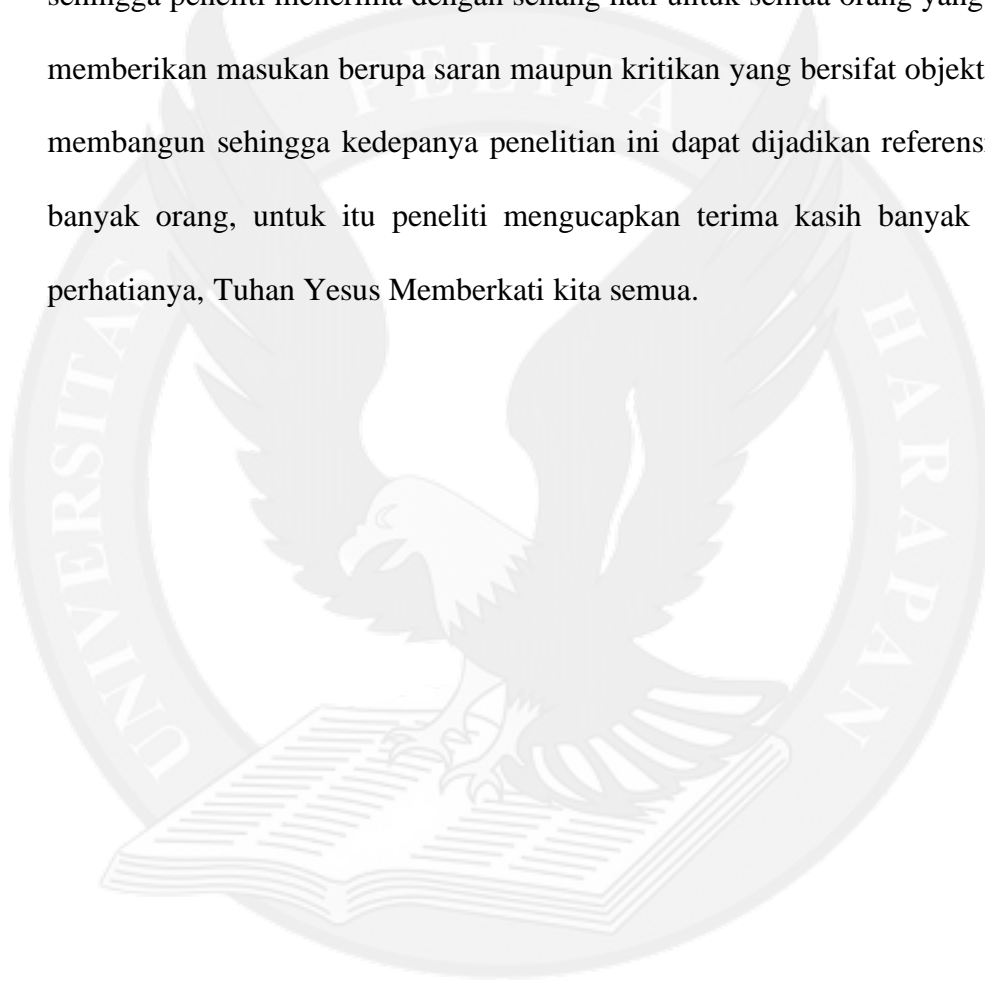 sehingga peneliti menerima dengan senang hati untuk semua orang yang
memberikan masukan berupa saran maupun kritikan yang bersifat objekt
membangun sehingga kedepanya penelitian ini dapat dijadikan referens
banyak orang, untuk itu peneliti mengucapkan terima kasih banyak
perhatianya, Tuhan Yesus Memberkati kita semua.
UNIVERSITAS
PELITA
HARAPAN